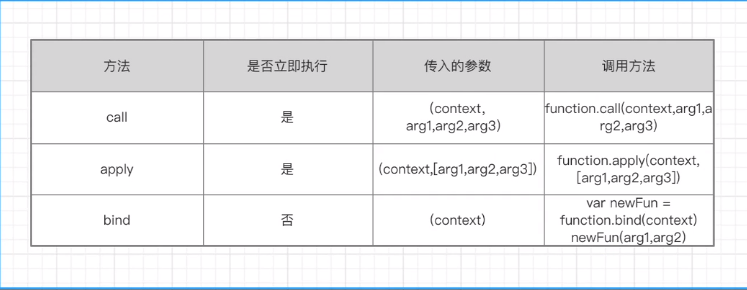 方法 是否立即执行 传入的参数 调用方法
call 是 (context,
arg1,arg2,arg3) function.call(context,arg1,a
rg2,arg3)
apply 是 (context,[arg1,arg2,arg3]) function.apply(context,
[arg1,arg2,arg3])
bind 否 (context) var newFun =
function.bind(context)
newFun(arg1,arg2)